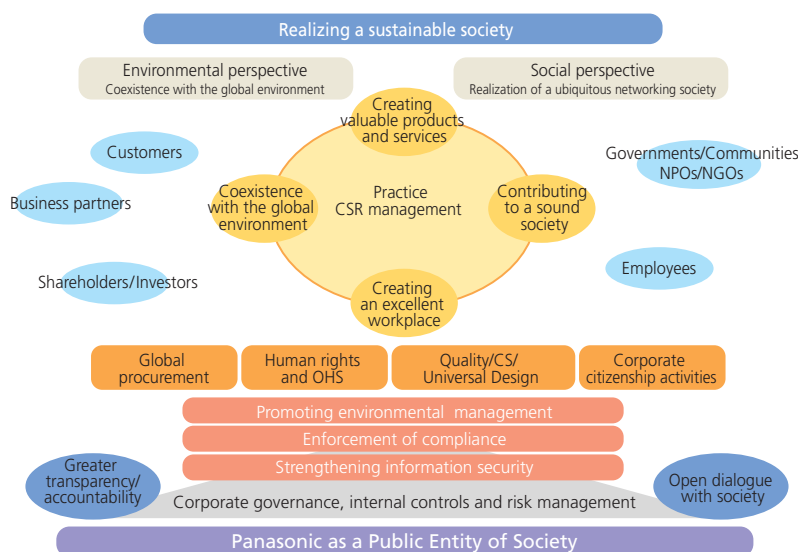 Realizing a sustainable society
Environmental perspective
Coexistence with the global environment
Social perspective
Realization of a ubiquitous networking society
Creating
valuable products
and services
Customers
Governments/Communities
NPOs/NGOs
Business partners
Coexistence
with the global
environment
Practice
CSR management
Contributing
to a sound
society
Shareholders/Investors
Employees
Creating
an excellent
workplace
Global
procurement
Human rights
and OHS
Quality/CS/
Universal Design
Corporate
citizenship activities
Promoting environmental management
Enforcement of compliance
Strengthening information security
Greater
transparency/
accountability
Open dialogue
with society
Corporate governance, internal controls and risk management
Panasonic as a Public Entity of Society